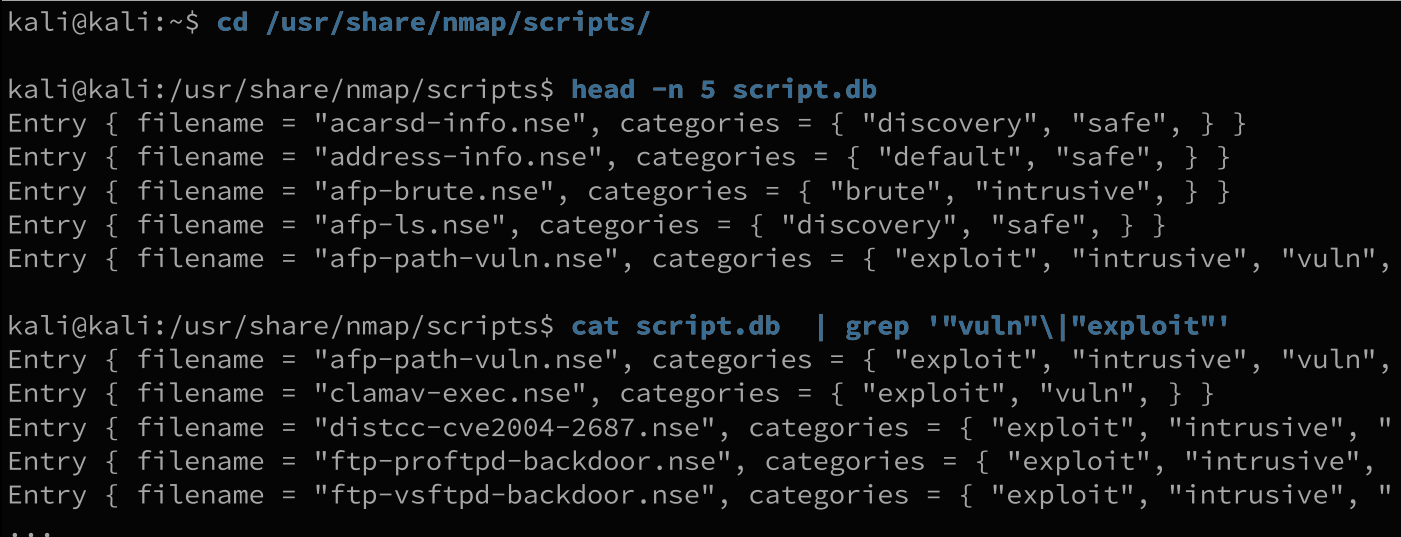 kali@kali:~$ cd /usr/share/nmap/scripts/
kali@kali:/usr/share/nmap/scripts$ head -n 5 script.db
Entry { filename = "acarsd-info.nse", categories = { "discovery", "safe", } }
Entry { filename = "address-info.nse", categories = { "default", "safe", } }
Entry { filename = "afp-brute.nse", categories = { "brute", "intrusive", } }
Entry { filename = "afp-ls.nse", categories = { "discovery", "safe", } }
Entry { filename = "afp-path-vuln.nse", categories = { "exploit", "intrusive", "vuln",
kali@kali:/usr/share/nmap/scripts$ cat script.db  | grep '"vuln"\|"exploit"'
Entry { filename = "afp-path-vuln.nse", categories = { "exploit", "intrusive", "vuln",
Entry { filename = "clamav-exec.nse", categories = { "exploit", "vuln", } }
Entry { filename = "distcc-cve2004-2687.nse", categories = { "exploit", "intrusive", "
Entry { filename = "ftp-proftpd-backdoor.nse", categories = { "exploit", "intrusive",
Entry { filename = "ftp-vsftpd-backdoor.nse", categories = { "exploit", "intrusive", "
...